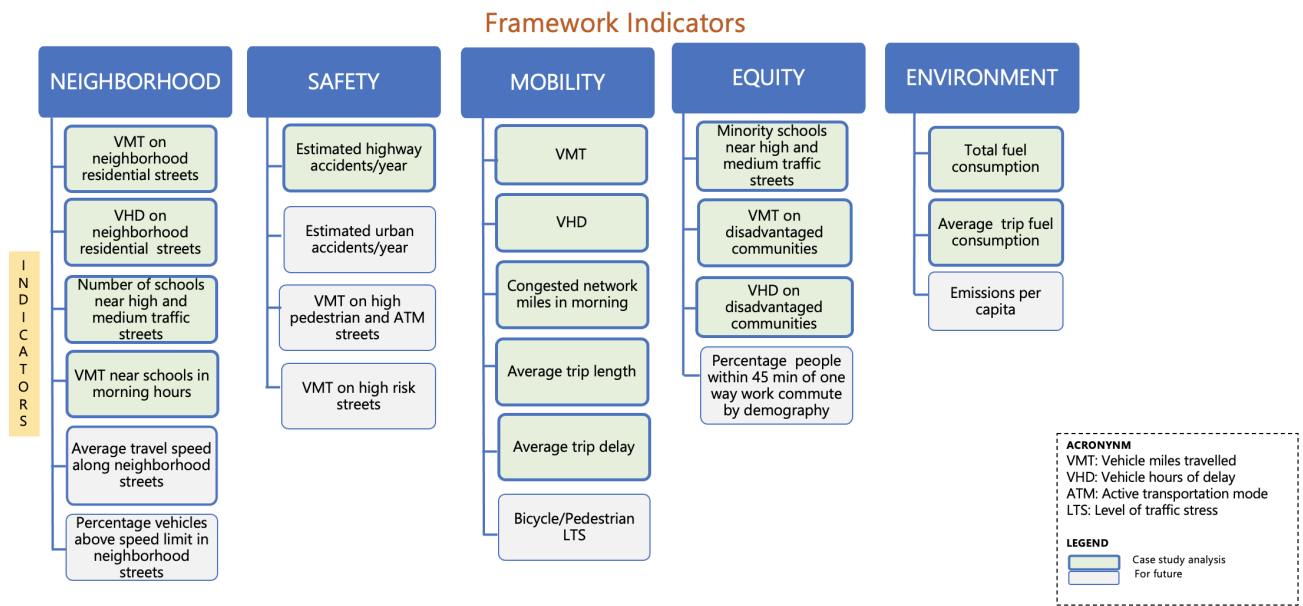 Framework Indicators
NEIGHBORHOOD
VMT on
neighborhood
residential streets
VHD on
neighborhood
residential streets
Number of schools
near high and
medium traffic
streets
VMT near schools in
morning hours
Average travel speed
along neighborhood
streets
Percentage vehicles
above speed limit in
neighborhood
streets
SAFETY
Estimated highway
accidents/year
Estimated urban
accidents/year
VMT on high
pedestrian and ATM
streets
VMT on high risk
streets
MOBILITY
VMT
VHD
Congested network
miles in morning
Average trip length
Average trip delay
Bicycle/Pedestrian
LTS
EQUITY
Minority schools
near high and
medium traffic
streets
VMT on
disadvantaged
communities
VHD on
disadvantaged
communities
Percentage people
within 45 min of one
way work commute
by demography
ENVIRONMENT
Total fuel
consumption
Average trip fuel
consumption
Emissions per
capita
INDICATORS
ACRONYNM
VMT: Vehicle miles travelled
VHD: Vehicle hours of delay
ATM: Active transportation mode
LTS: Level of traffic stress
LEGEND
Case study analysis
For future